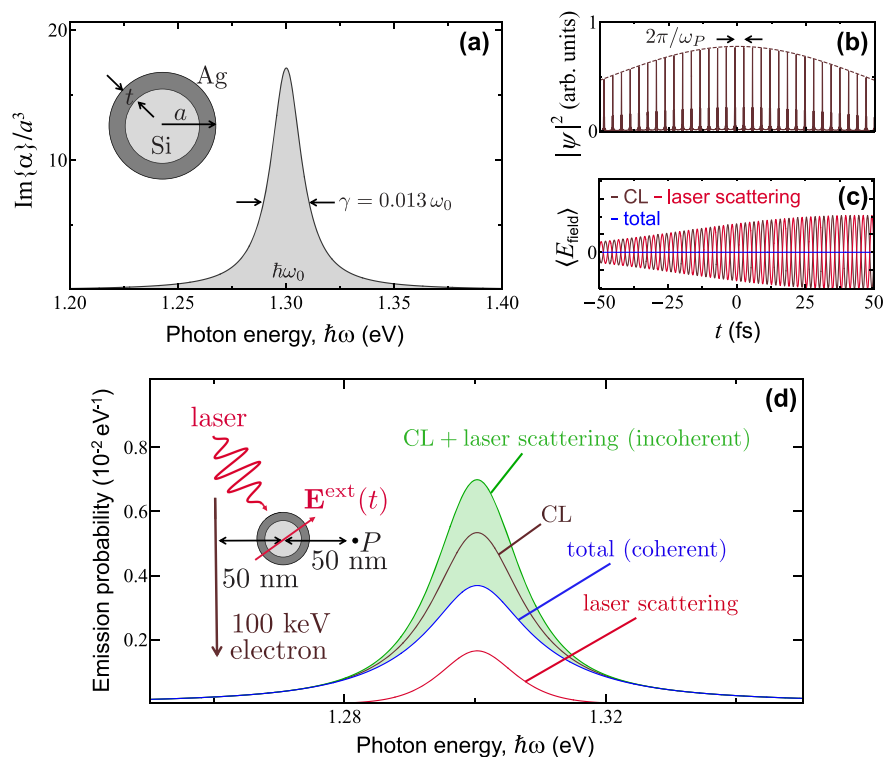 (a)
20
10
0
Im{α}/a³
Ag
t
a
Si
γ = 0.013 ω₀
ħω₀
1.20
1.25
1.30
1.35
1.40
Photon energy, ħω (eV)
(b)
1
0
|ψ|² (arb. units)
2π/ω_P
(c)
CL – laser scattering
total
0
⟨E_field⟩
−50
−25
0
25
50
t (fs)
(d)
0.8
0.6
0.4
0.2
Emission probability (10⁻² eV⁻¹)
laser
E^ext(t)
P
50 nm
50 nm
100 keV
electron
CL + laser scattering (incoherent)
CL
total (coherent)
laser scattering
1.28
1.30
1.32
Photon energy, ħω (eV)